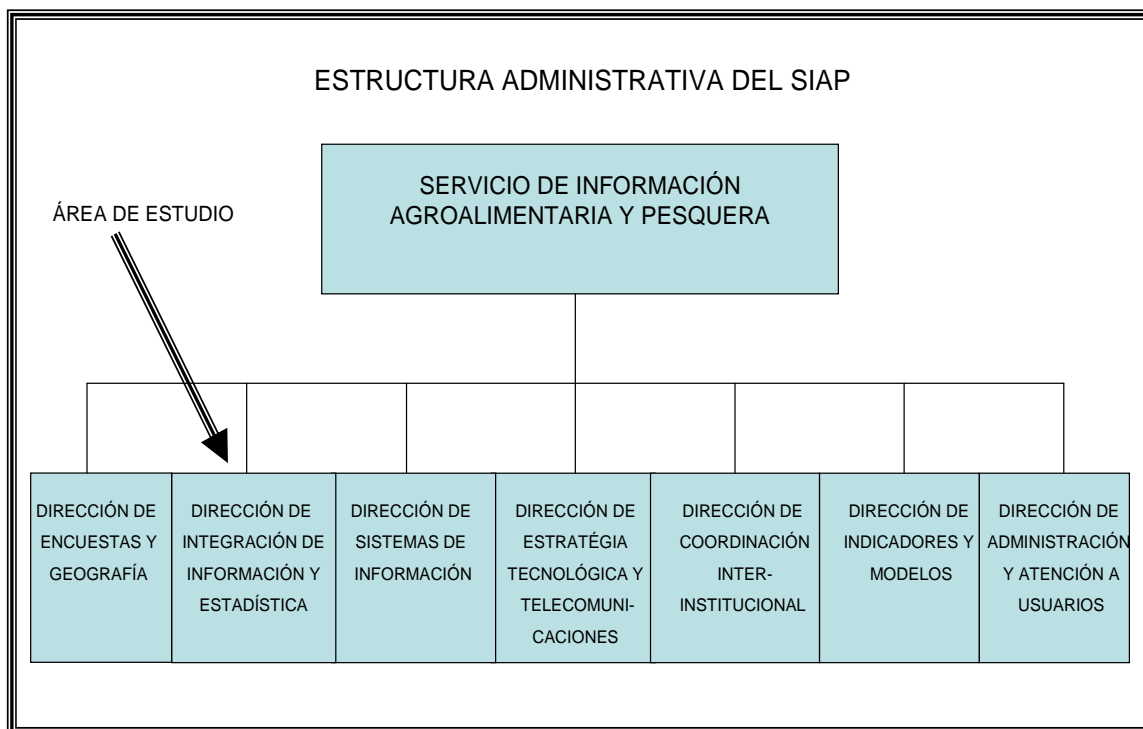 ESTRUCTURA ADMINISTRATIVA DEL SIAP
SERVICIO DE INFORMACIÓN
AGROALIMENTARIA Y PESQUERA
ÁREA DE ESTUDIO
DIRECCIÓN DE
ENCUESTAS Y
GEOGRAFÍA
DIRECCIÓN DE
INTEGRACIÓN DE
INFORMACIÓN Y
ESTADÍSTICA
DIRECCIÓN DE
SISTEMAS DE
INFORMACIÓN
DIRECCIÓN DE
ESTRATÉGIA
TECNOLÓGICA Y
TELECOMUNI-
CACIONES
DIRECCIÓN DE
COORDINACIÓN
INTER-
INSTITUCIONAL
DIRECCIÓN DE
INDICADORES Y
MODELOS
DIRECCIÓN DE
ADMINISTRACIÓN
Y ATENCIÓN A
USUARIOS